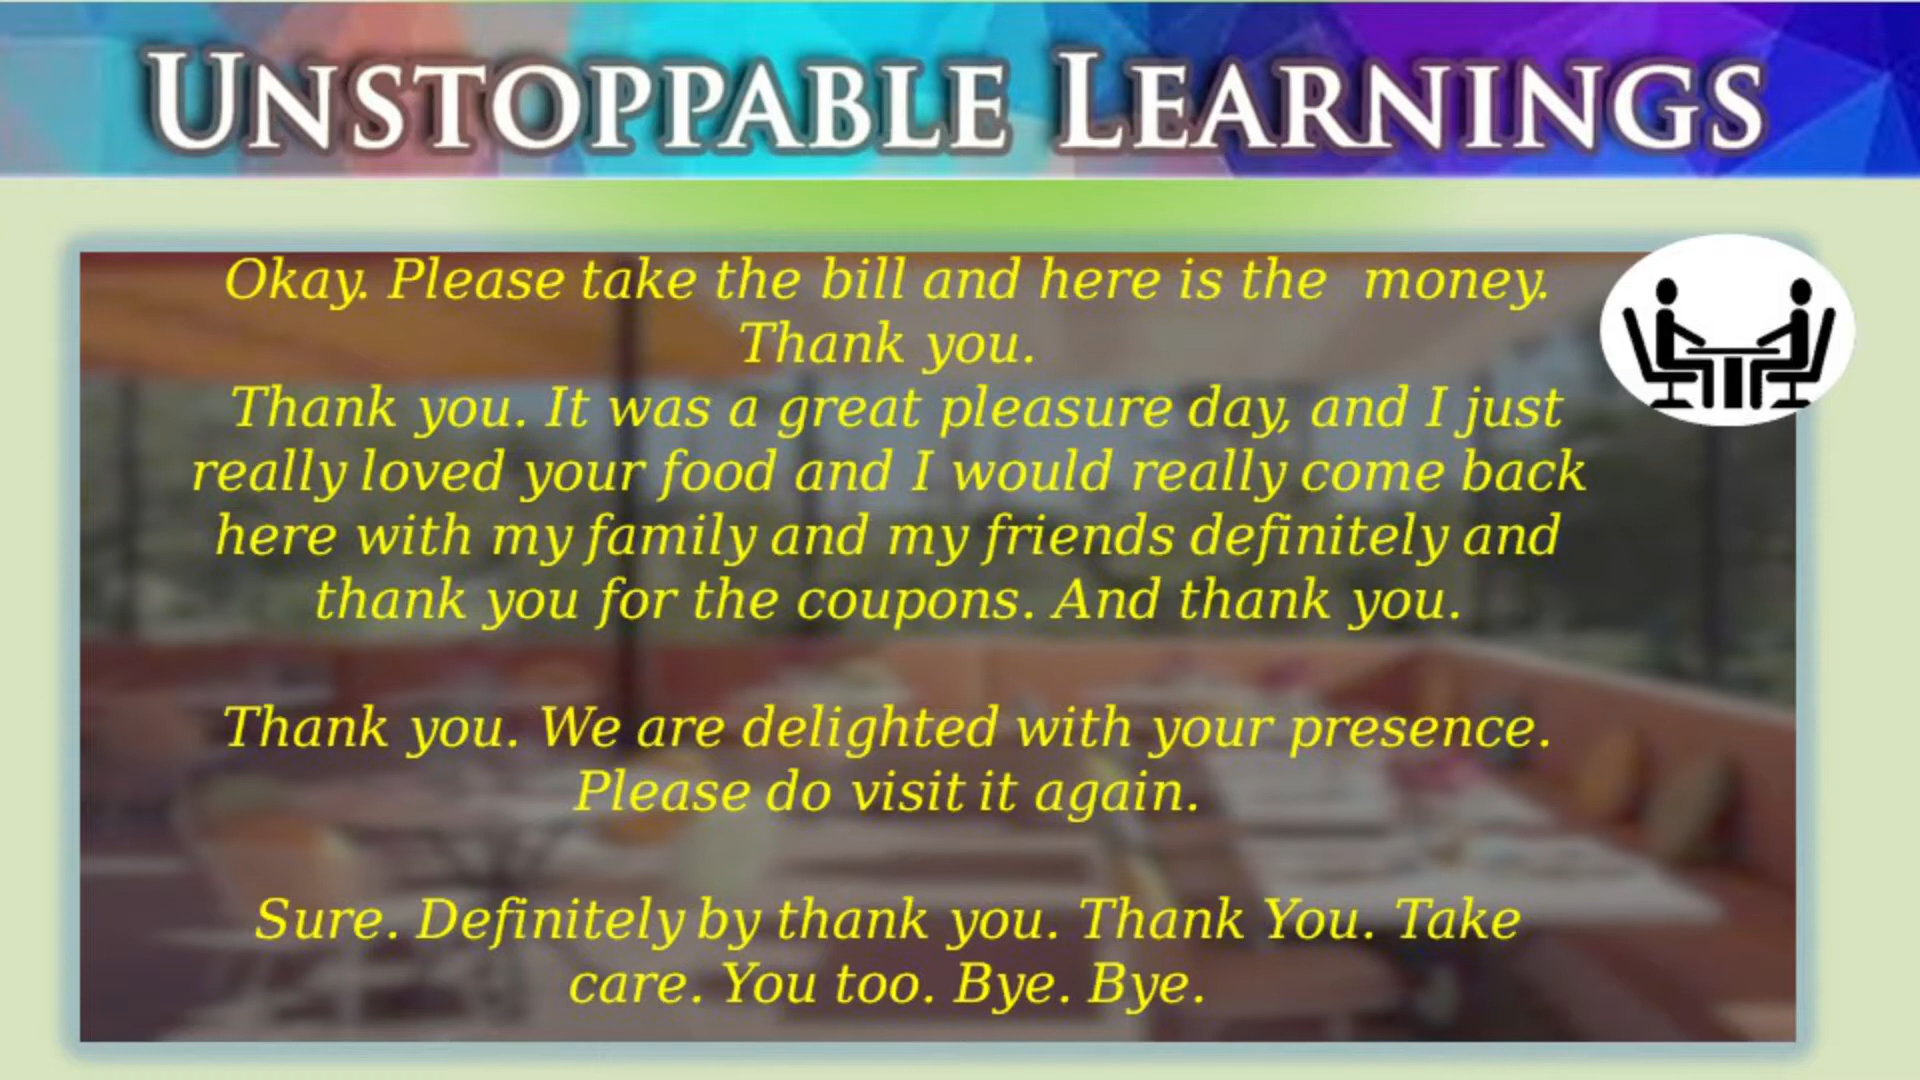 UNSTOPPABLE LEARNINGS
Okay. Please take the bill and here is the  money.
Thank you.
Thank you. It was a great pleasure day, and I just
really loved your food and I would really come back
here with my family and my friends definitely and
thank you for the coupons. And thank you.
Thank you. We are delighted with your presence.
Please do visit it again.
Sure. Definitely by thank you. Thank You. Take
care. You too. Bye. Bye.